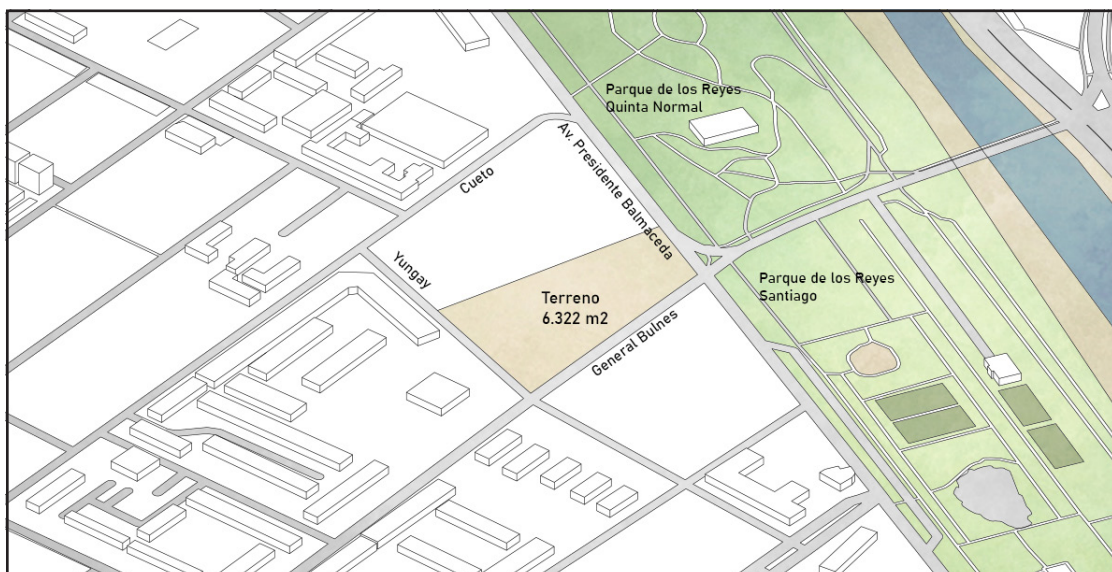 Parque de los Reyes
Quinta Normal
Av. Presidente Balmaceda
Cueto
Yungay
Terreno
6.322 m2
General Bulnes
Parque de los Reyes
Santiago